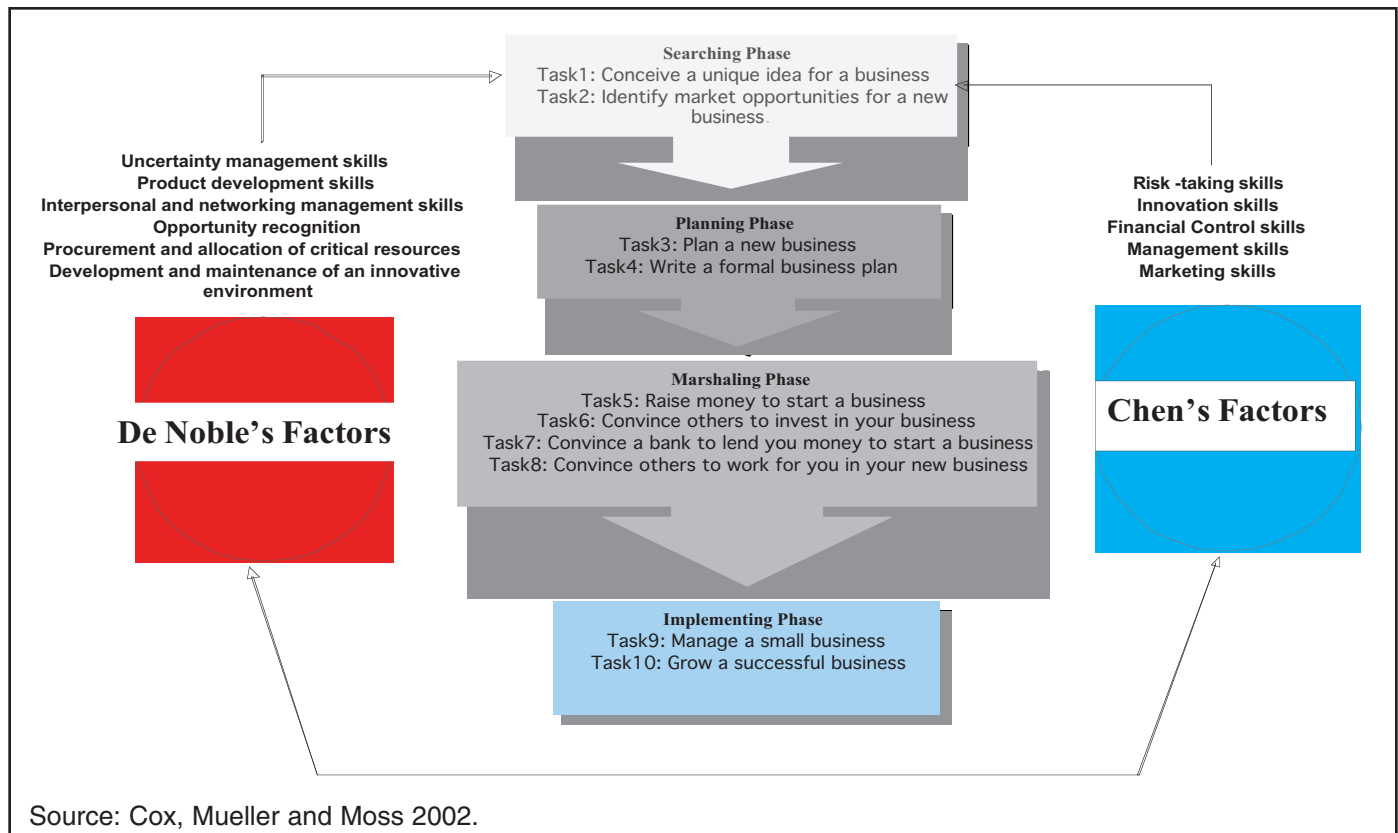 Searching Phase
Task1: Conceive a unique idea for a business
Task2: Identify market opportunities for a new
business.
Uncertainty management skills
Product development skills
Interpersonal and networking management skills
Opportunity recognition
Procurement and allocation of critical resources
Development and maintenance of an innovative
environment
De Noble's Factors
Planning Phase
Task3: Plan a new business
Task4: Write a formal business plan
Marshaling Phase
Task5: Raise money to start a business
Task6: Convince others to invest in your business
Task7: Convince a bank to lend you money to start a business
Task8: Convince others to work for you in your new business
Implementing Phase
Task9: Manage a small business
Task10: Grow a successful business
Risk -taking skills
Innovation skills
Financial Control skills
Management skills
Marketing skills
Chen's Factors
Source: Cox, Mueller and Moss 2002.